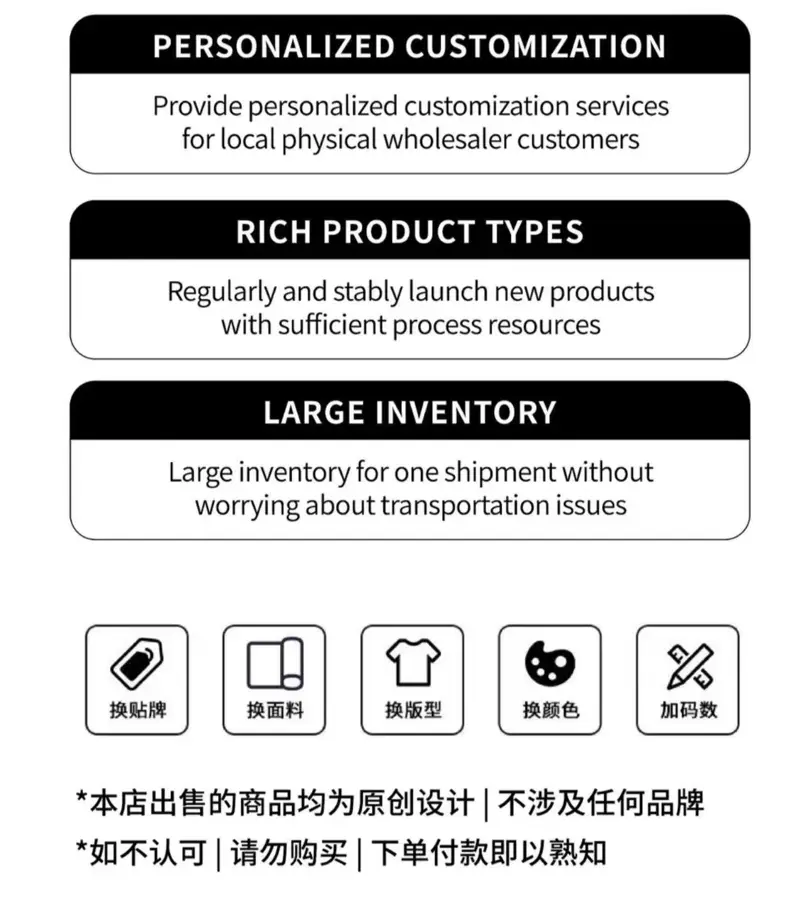 PERSONALIZED CUSTOMIZATION
Provide personalized customization services
for local physical wholesaler customers
RICH PRODUCT TYPES
Regularly and stably launch new products
with sufficient process resources
LARGE INVENTORY
Large inventory for one shipment without
worrying about transportation issues
换贴牌
换面料
换版型
换颜色
加码数
*本店出售的商品均为原创设计 | 不涉及任何品牌
*如不认可 | 请勿购买 | 下单付款即以熟知